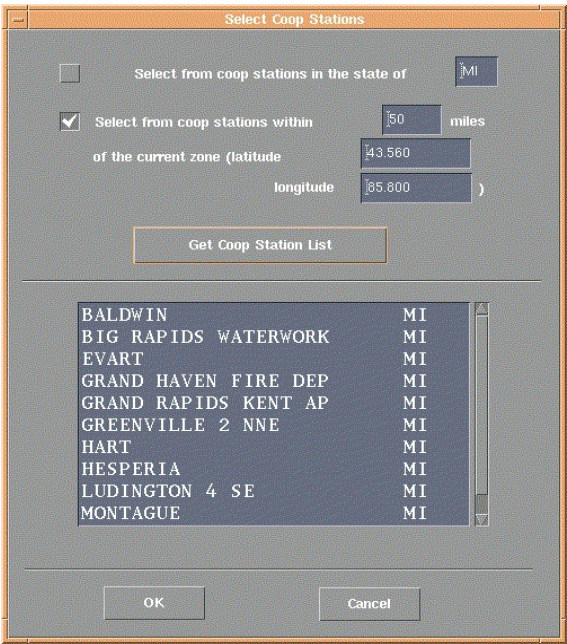 Select Coop Stations
Select from coop stations in the state of MI
Select from coop stations within 50 miles
of the current zone (latitude 43.560
longitude 85.800 )
Get Coop Station List
BALDWIN MI
BIG RAPIDS WATERWORK MI
EVART MI
GRAND HAVEN FIRE DEP MI
GRAND RAPIDS KENT AP MI
GREENVILLE 2 NNE MI
HART MI
HESPERIA MI
LUDINGTON 4 SE MI
MONTAGUE MI
OK Cancel